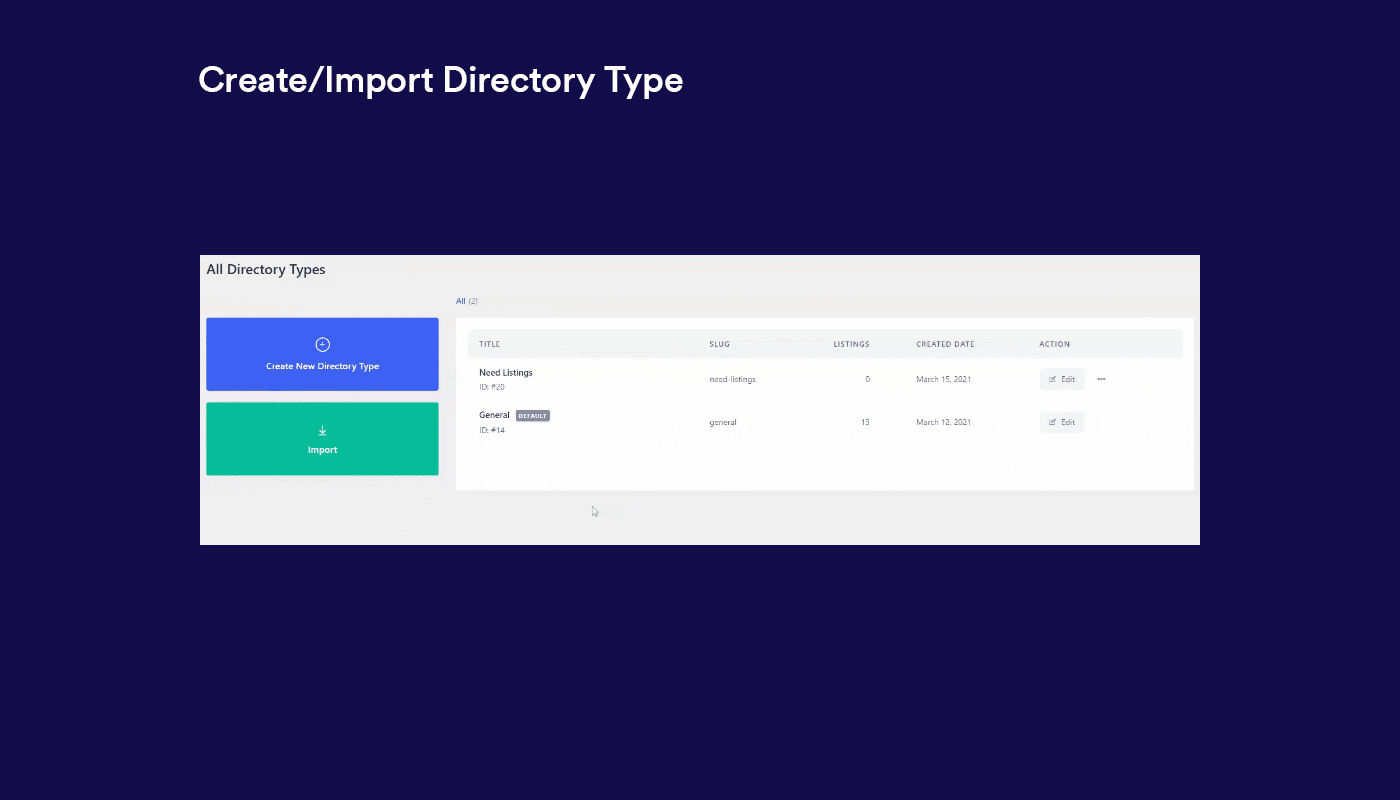 Create/Import Directory Type
All Directory Types
All (2)
Create New Directory Type
Import
TITLE SLUG LISTINGS CREATED DATE ACTION
Need Listings
ID: #20
need-listings 0 March 15, 2021 Edit
General DEFAULT
ID: #14
general 13 March 12, 2021 Edit